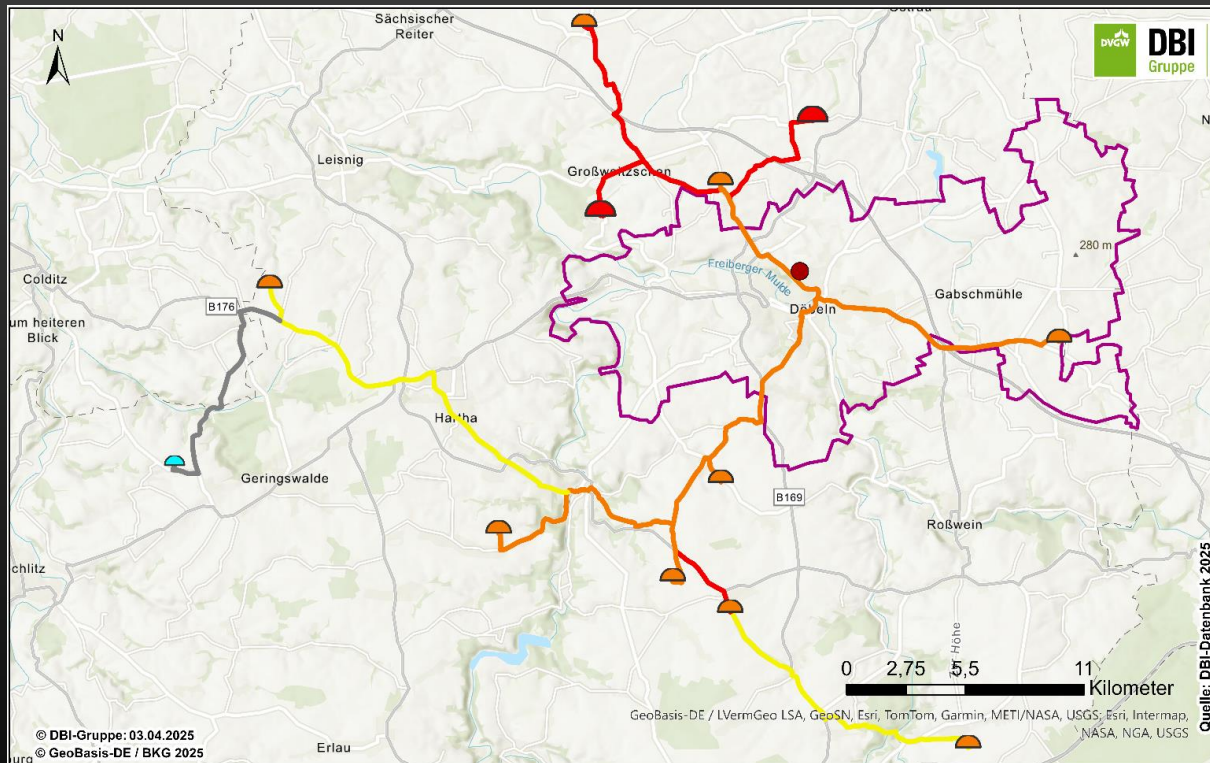 N
Sächsischer
Reiter
DVGW
DBI
Gruppe
Leisnig
Großweitzschen
280 m
Freiberger Mulde
Colditz
B176
Gabschmühle
um heiteren
Blick
Döbeln
Hartha
Geringswalde
B169
Roßwein
chlitz
Höhe
0 2,75 5,5 11
Kilometer
GeoBasis-DE / LVermGeo LSA, GeoSN, Esri, TomTom, Garmin, METI/NASA, USGS; Esri, Intermap,
NASA, NGA, USGS
Quelle: DBI-Datenbank 2025
© DBI-Gruppe: 03.04.2025
© GeoBasis-DE / BKG 2025
Erlau